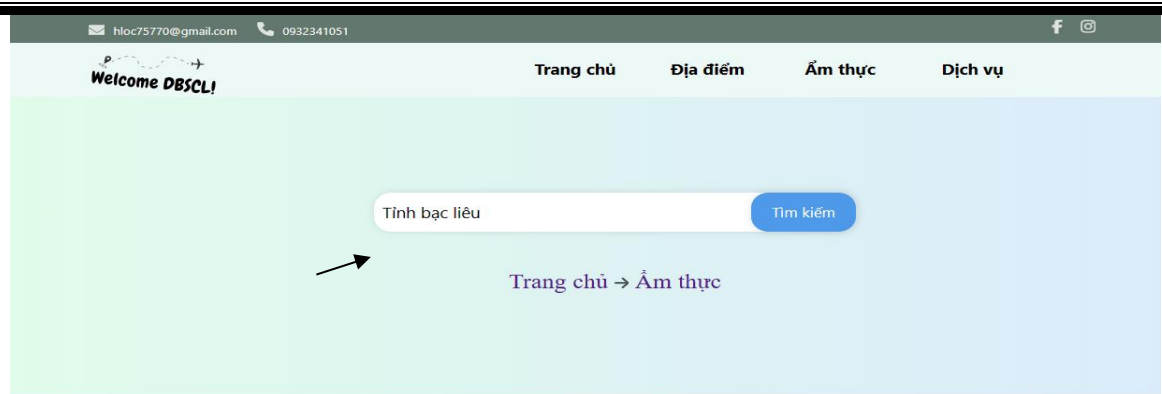 hloc75770@gmail.com 0932341051
Welcome DBSCL!
Trang chủ Địa điểm Ẩm thực Dịch vụ
Tỉnh bạc liêu Tìm kiếm
Trang chủ → Ẩm thực